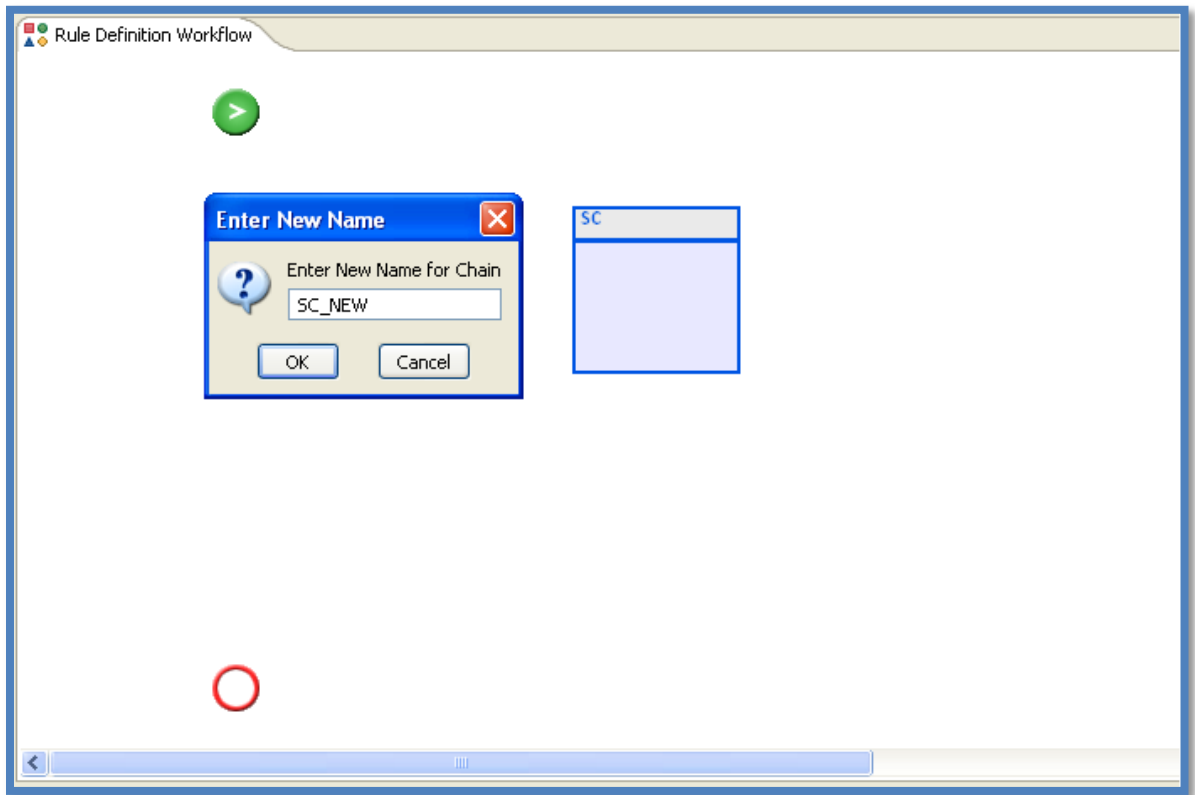 Rule Definition Workflow
>
Enter New Name
SC
Enter New Name for Chain
?
SC_NEW
OK
Cancel